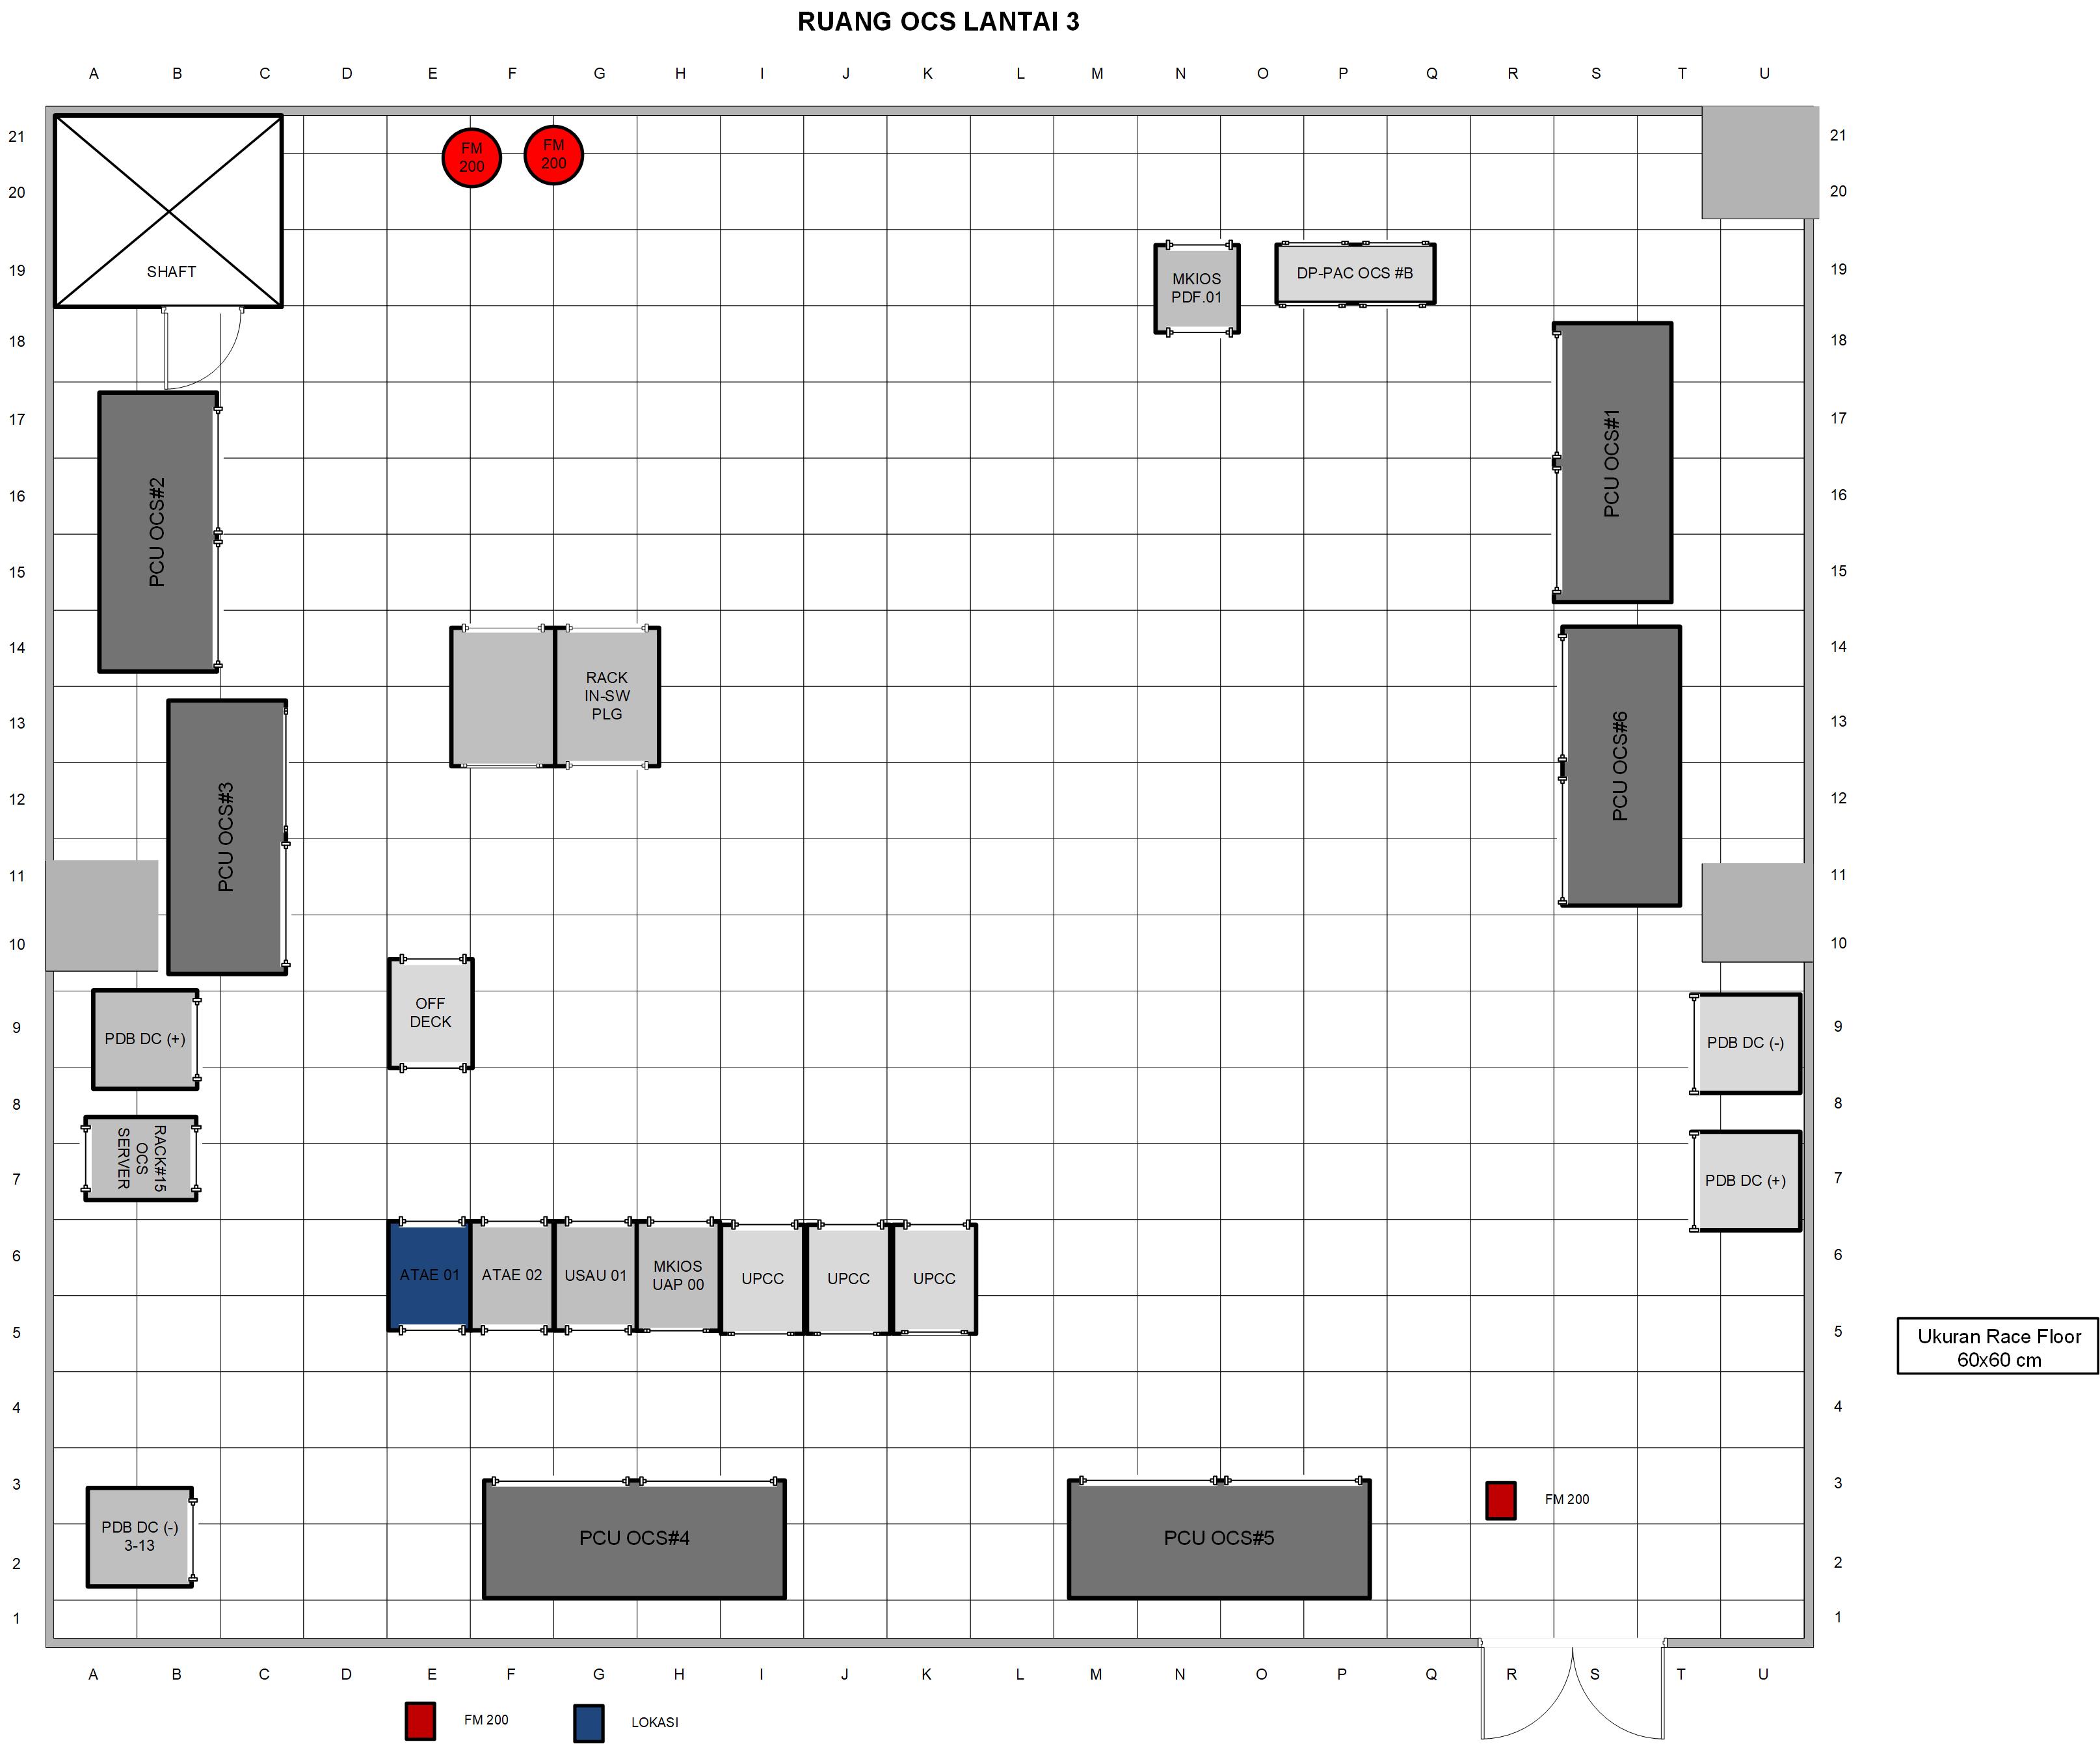 RUANG OCS LANTAI 3
A B C D E F G H I J K L M N O P Q R S T U
21 21
FM
200
FM
200
20 20
19 19
SHAFT
MKIOS
PDF.01
DP-PAC OCS #B
18 18
17 17
PCU OCS#2
PCU OCS#1
16 16
15 15
14 14
RACK
IN-SW
PLG
13 13
PCU OCS#3
PCU OCS#6
12 12
11 11
10 10
OFF
DECK
9 9
PDB DC (+)
PDB DC (-)
8 8
RACK#15
OCS
SERVER
7 7
PDB DC (+)
6 6
ATAE 01
ATAE 02
USAU 01
MKIOS
UAP 00
UPCC
UPCC
UPCC
5 5
Ukuran Race Floor
60x60 cm
4 4
3 3
FM 200
PDB DC (-)
3-13
PCU OCS#4
PCU OCS#5
2 2
1 1
A B C D E F G H I J K L M N O P Q R S T U
FM 200
LOKASI